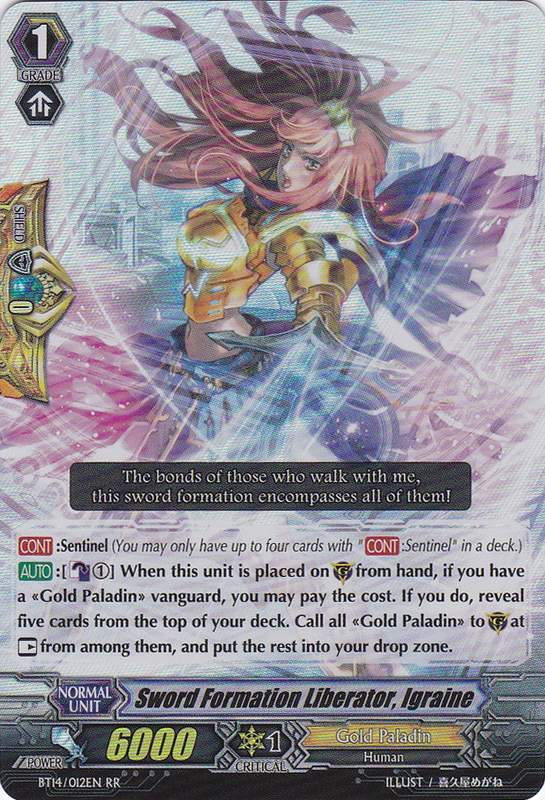 1
GRADE
SHIELD
0
The bonds of those who walk with me,
this sword formation encompasses all of them!
CONT :Sentinel (You may only have up to four cards with "CONT:Sentinel" in a deck.)
AUTO :[①] When this unit is placed on G from hand, if you have
a «Gold Paladin» vanguard, you may pay the cost. If you do, reveal
five cards from the top of your deck. Call all «Gold Paladin» to G at
from among them, and put the rest into your drop zone.
NORMAL
UNIT
Sword Formation Liberator, Igraine
POWER
6000
1
CRITICAL
Gold Paladin
Human
BT14/012EN RR
ILLUST / 喜久屋めがね